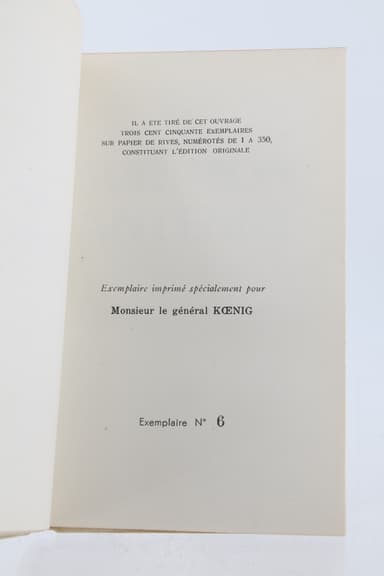 IL A ÉTÉ TIRÉ DE CET OUVRAGE
TROIS CENT CINQUANTE EXEMPLAIRES
SUR PAPIER DE RIVES, NUMÉROTÉS DE 1 A 350,
CONSTITUANT L'ÉDITION ORIGINALE
Exemplaire imprimé spécialement pour
Monsieur le général KŒNIG
Exemplaire N° 6